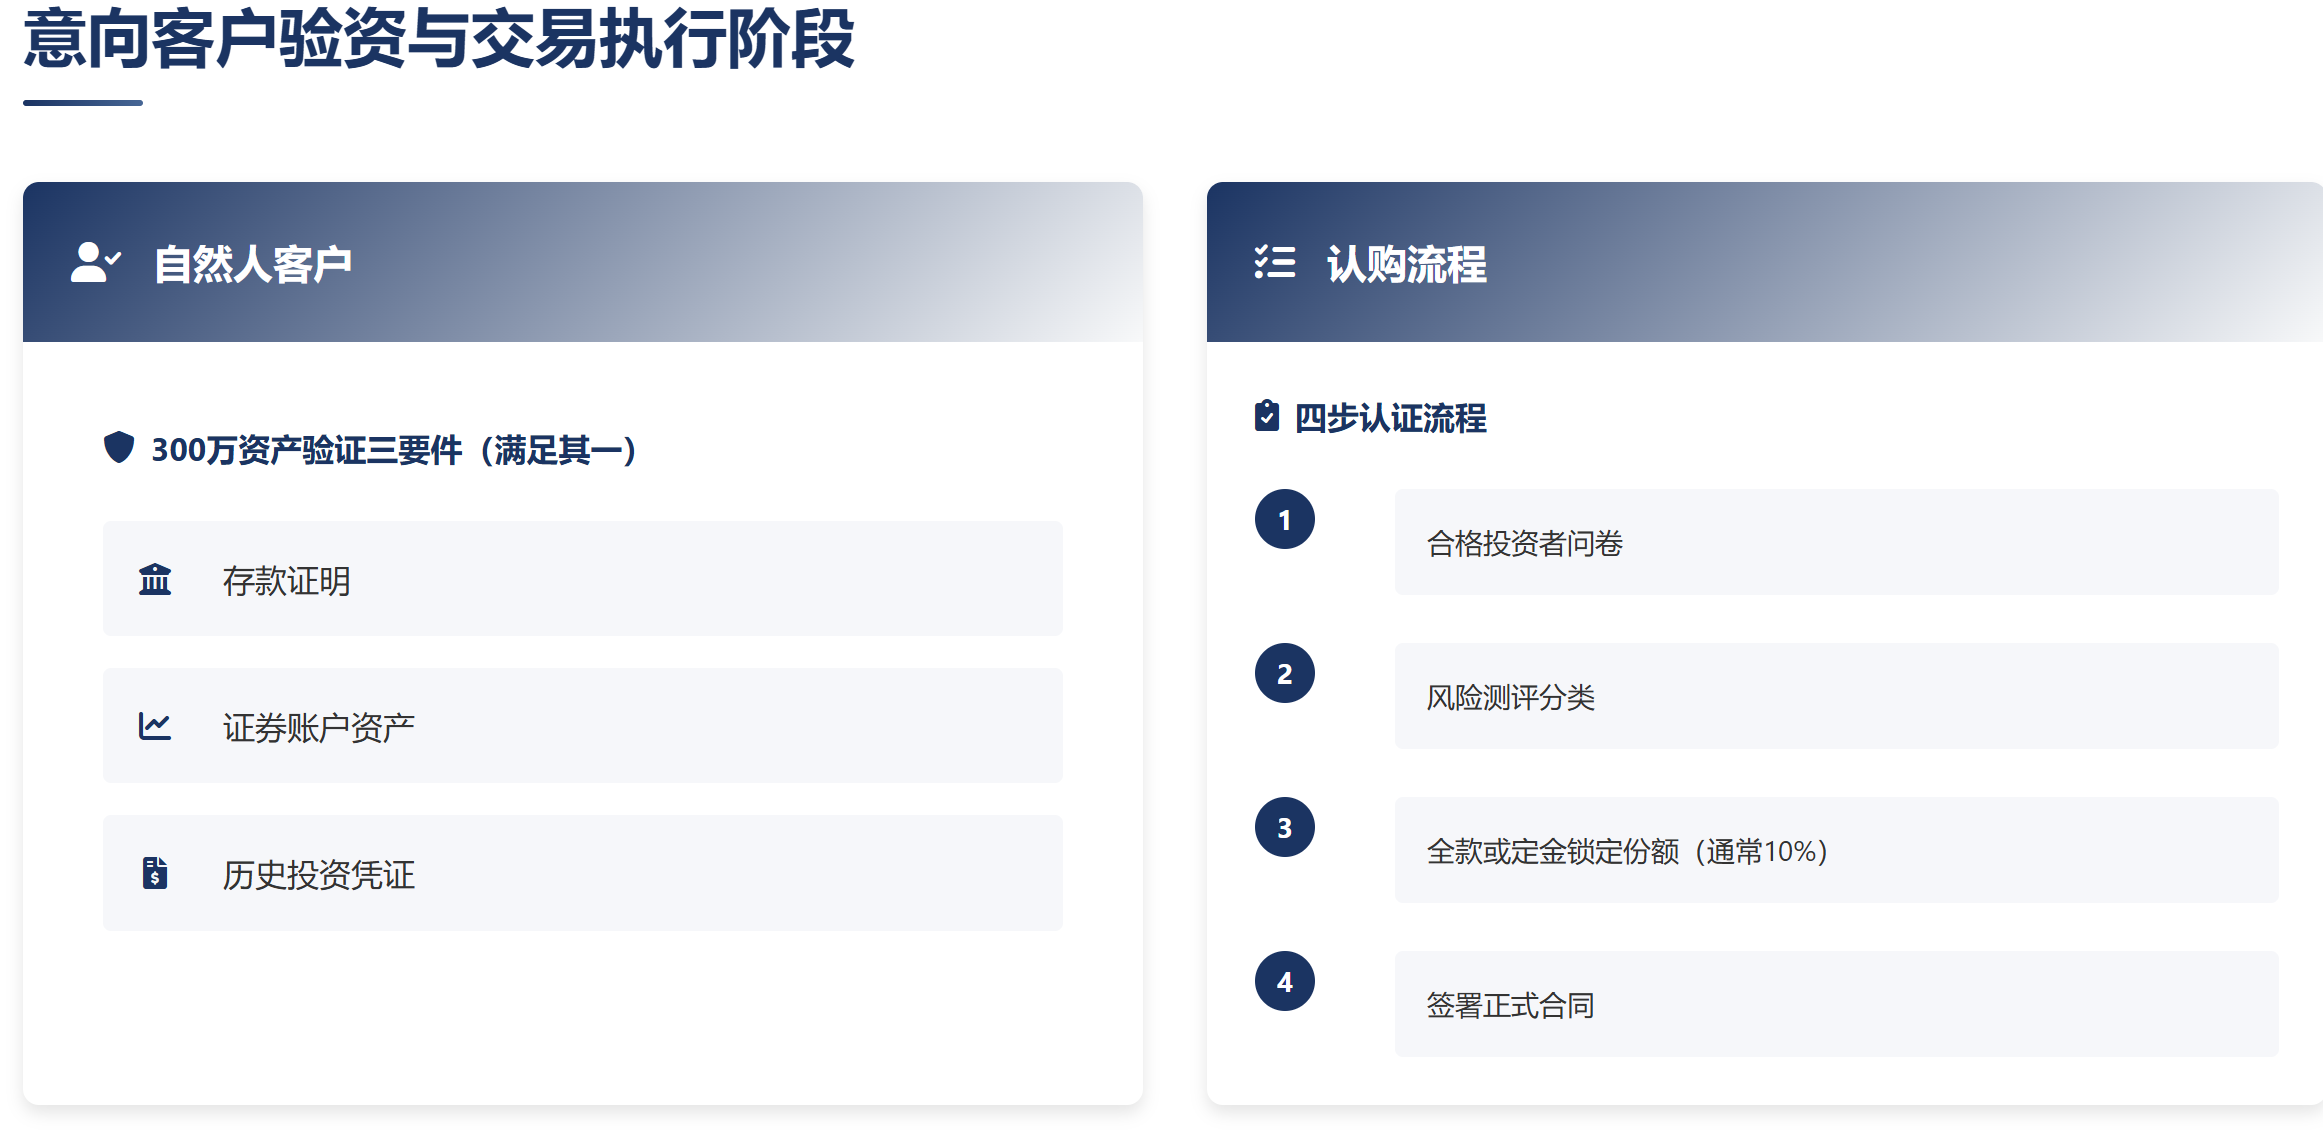 意向客户验资与交易执行阶段
自然人客户
300万资产验证三要件（满足其一）
存款证明
证券账户资产
历史投资凭证
认购流程
四步认证流程
1
合格投资者问卷
2
风险测评分类
3
全款或定金锁定份额（通常10%）
4
签署正式合同